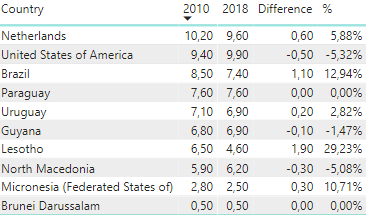 Country 2010 2018 Difference %
Netherlands 10,20 9,60 0,60 5,88%
United States of America 9,40 9,90 -0,50 -5,32%
Brazil 8,50 7,40 1,10 12,94%
Paraguay 7,60 7,60 0,00 0,00%
Uruguay 7,10 6,90 0,20 2,82%
Guyana 6,80 6,90 -0,10 -1,47%
Lesotho 6,50 4,60 1,90 29,23%
North Macedonia 5,90 6,20 -0,30 -5,08%
Micronesia (Federated States of) 2,80 2,50 0,30 10,71%
Brunei Darussalam 0,50 0,50 0,00 0,00%